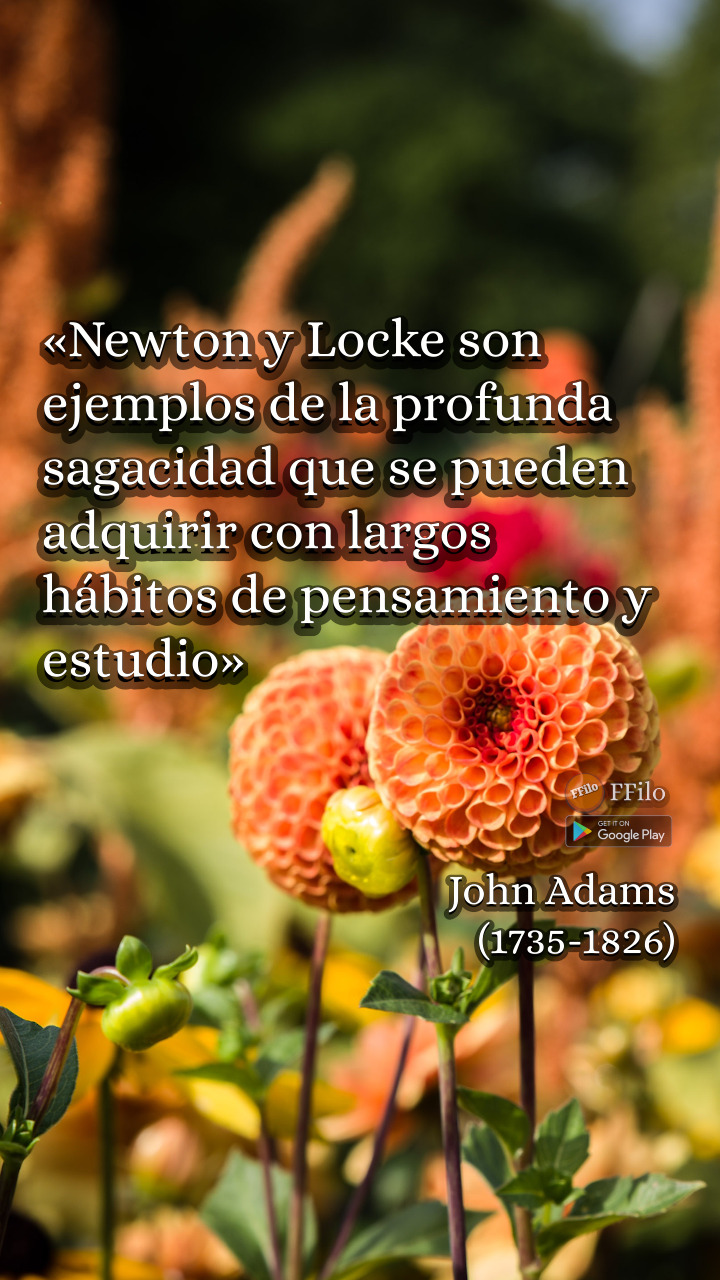 «Newton y Locke son
ejemplos de la profunda
sagacidad que se pueden
adquirir con largos
hábitos de pensamiento y
estudio»
FFilo FFilo
GET IT ON
Google Play
John Adams
(1735-1826)